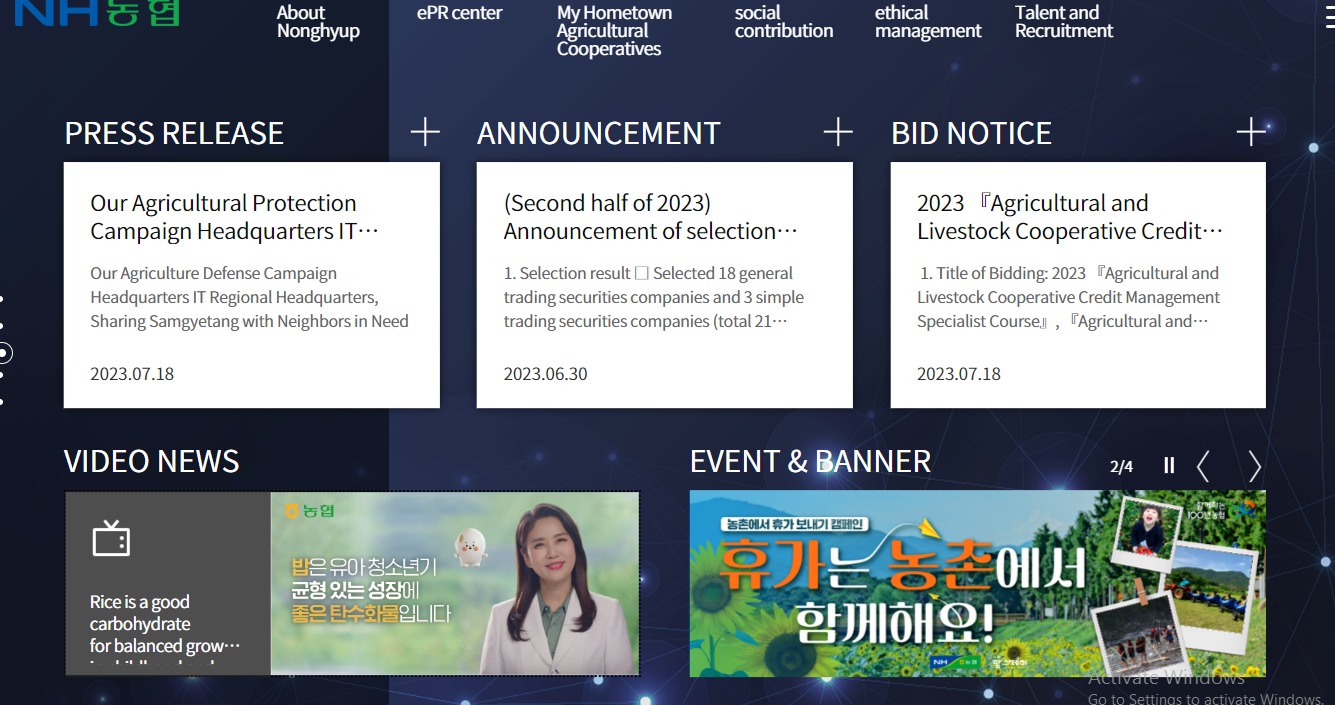 NH농협
About
Nonghyup
ePR center
My Hometown
Agricultural
Cooperatives
social
contribution
ethical
management
Talent and
Recruitment
PRESS RELEASE
Our Agricultural Protection
Campaign Headquarters IT…
Our Agriculture Defense Campaign
Headquarters IT Regional Headquarters,
Sharing Samgyetang with Neighbors in Need
2023.07.18
ANNOUNCEMENT
(Second half of 2023)
Announcement of selection…
1. Selection result □ Selected 18 general
trading securities companies and 3 simple
trading securities companies (total 21…
2023.06.30
BID NOTICE
2023 『Agricultural and
Livestock Cooperative Credit…
1. Title of Bidding: 2023 『Agricultural and
Livestock Cooperative Credit Management
Specialist Course』, 『Agricultural and…
2023.07.18
VIDEO NEWS
Rice is a good
carbohydrate
for balanced grow…
농협
밥은 유아 청소년기
균형 있는 성장에
좋은 탄수화물입니다
EVENT & BANNER
2/4
농촌에서 휴가 보내기 캠페인
휴가는 농촌에서
함께해요!
함께하는
100년농협
NH농협
Activate Windows
Go to Settings to activate Windows.